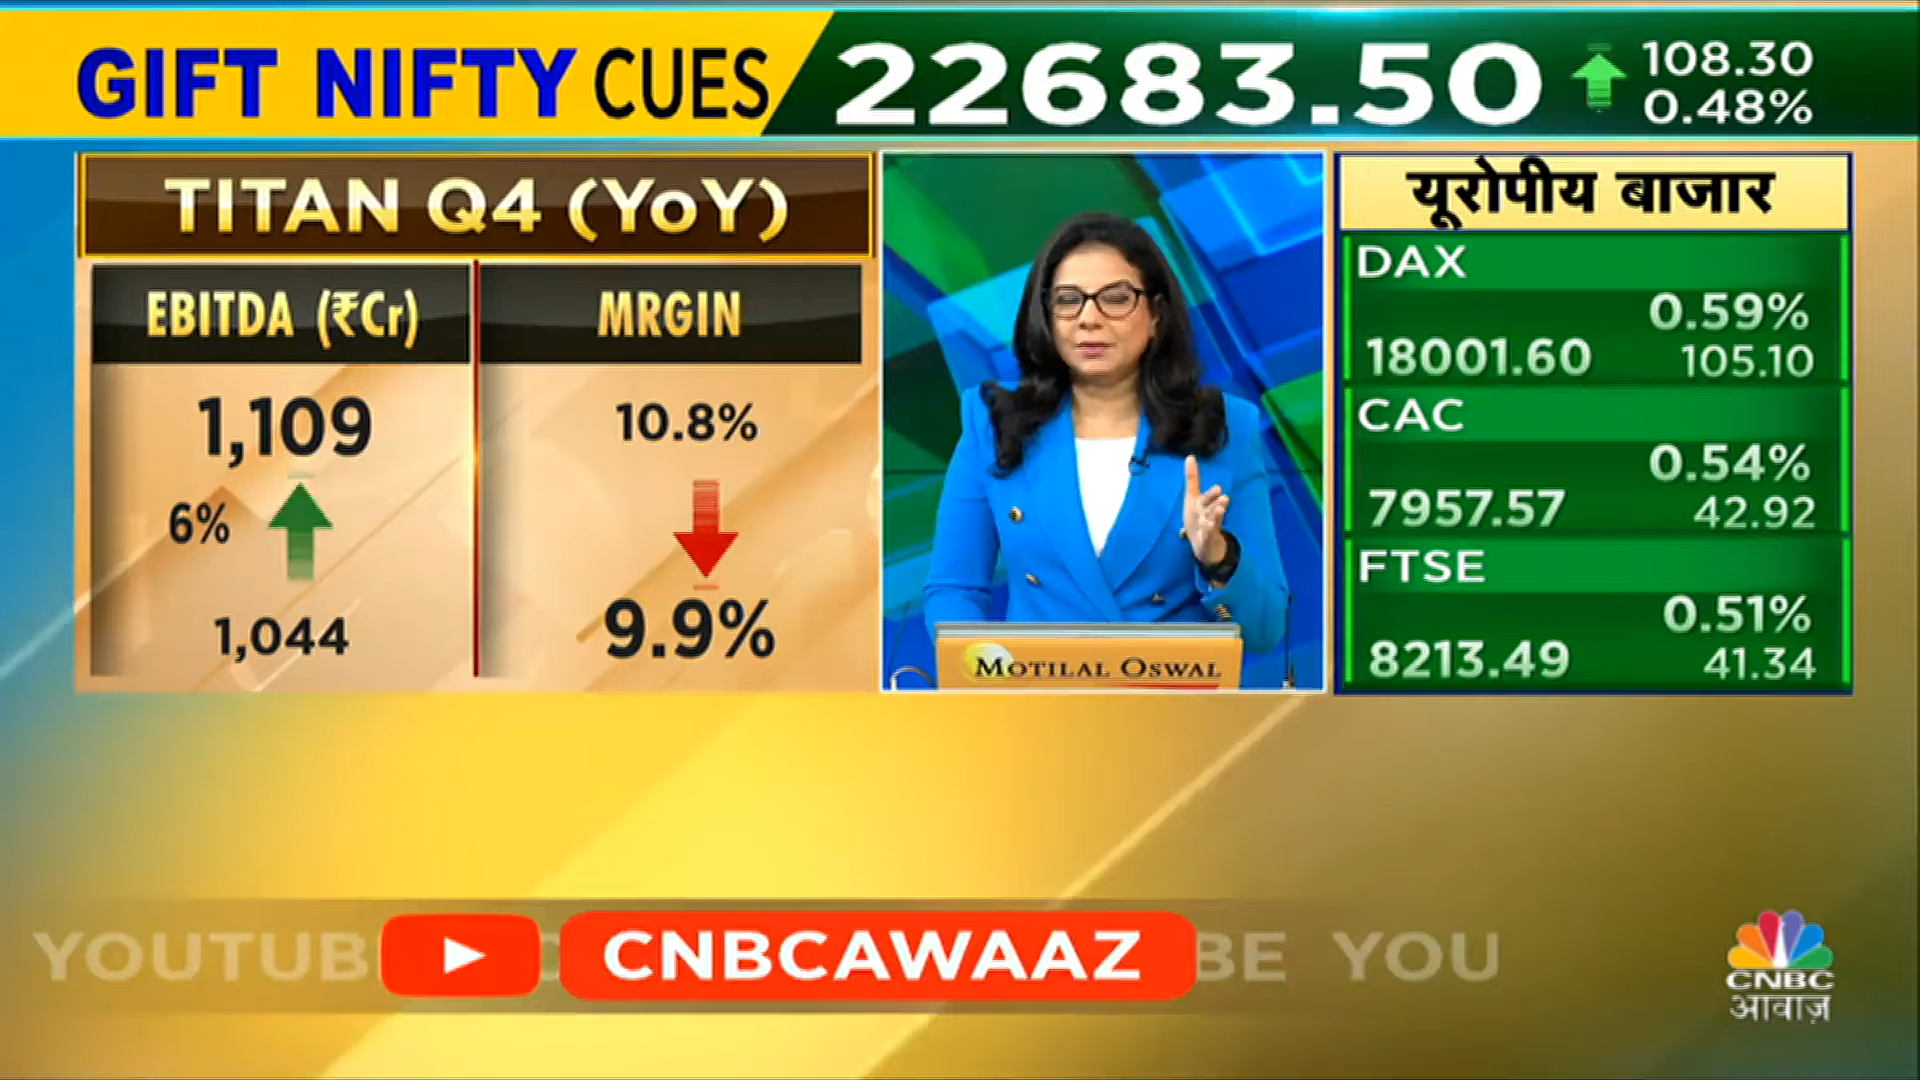 GIFT NIFTY CUES 22683.50 108.30
0.48%
TITAN Q4 (YoY)
EBITDA (₹Cr) MRGIN
1,109 10.8%
6%
1,044 9.9%
MOTILAL OSWAL
यूरोपीय बाजार
DAX
0.59%
18001.60 105.10
CAC
0.54%
7957.57 42.92
FTSE
0.51%
8213.49 41.34
YOUTUB CNBCAWAAZ BE YOU
CNBC
आवाज़